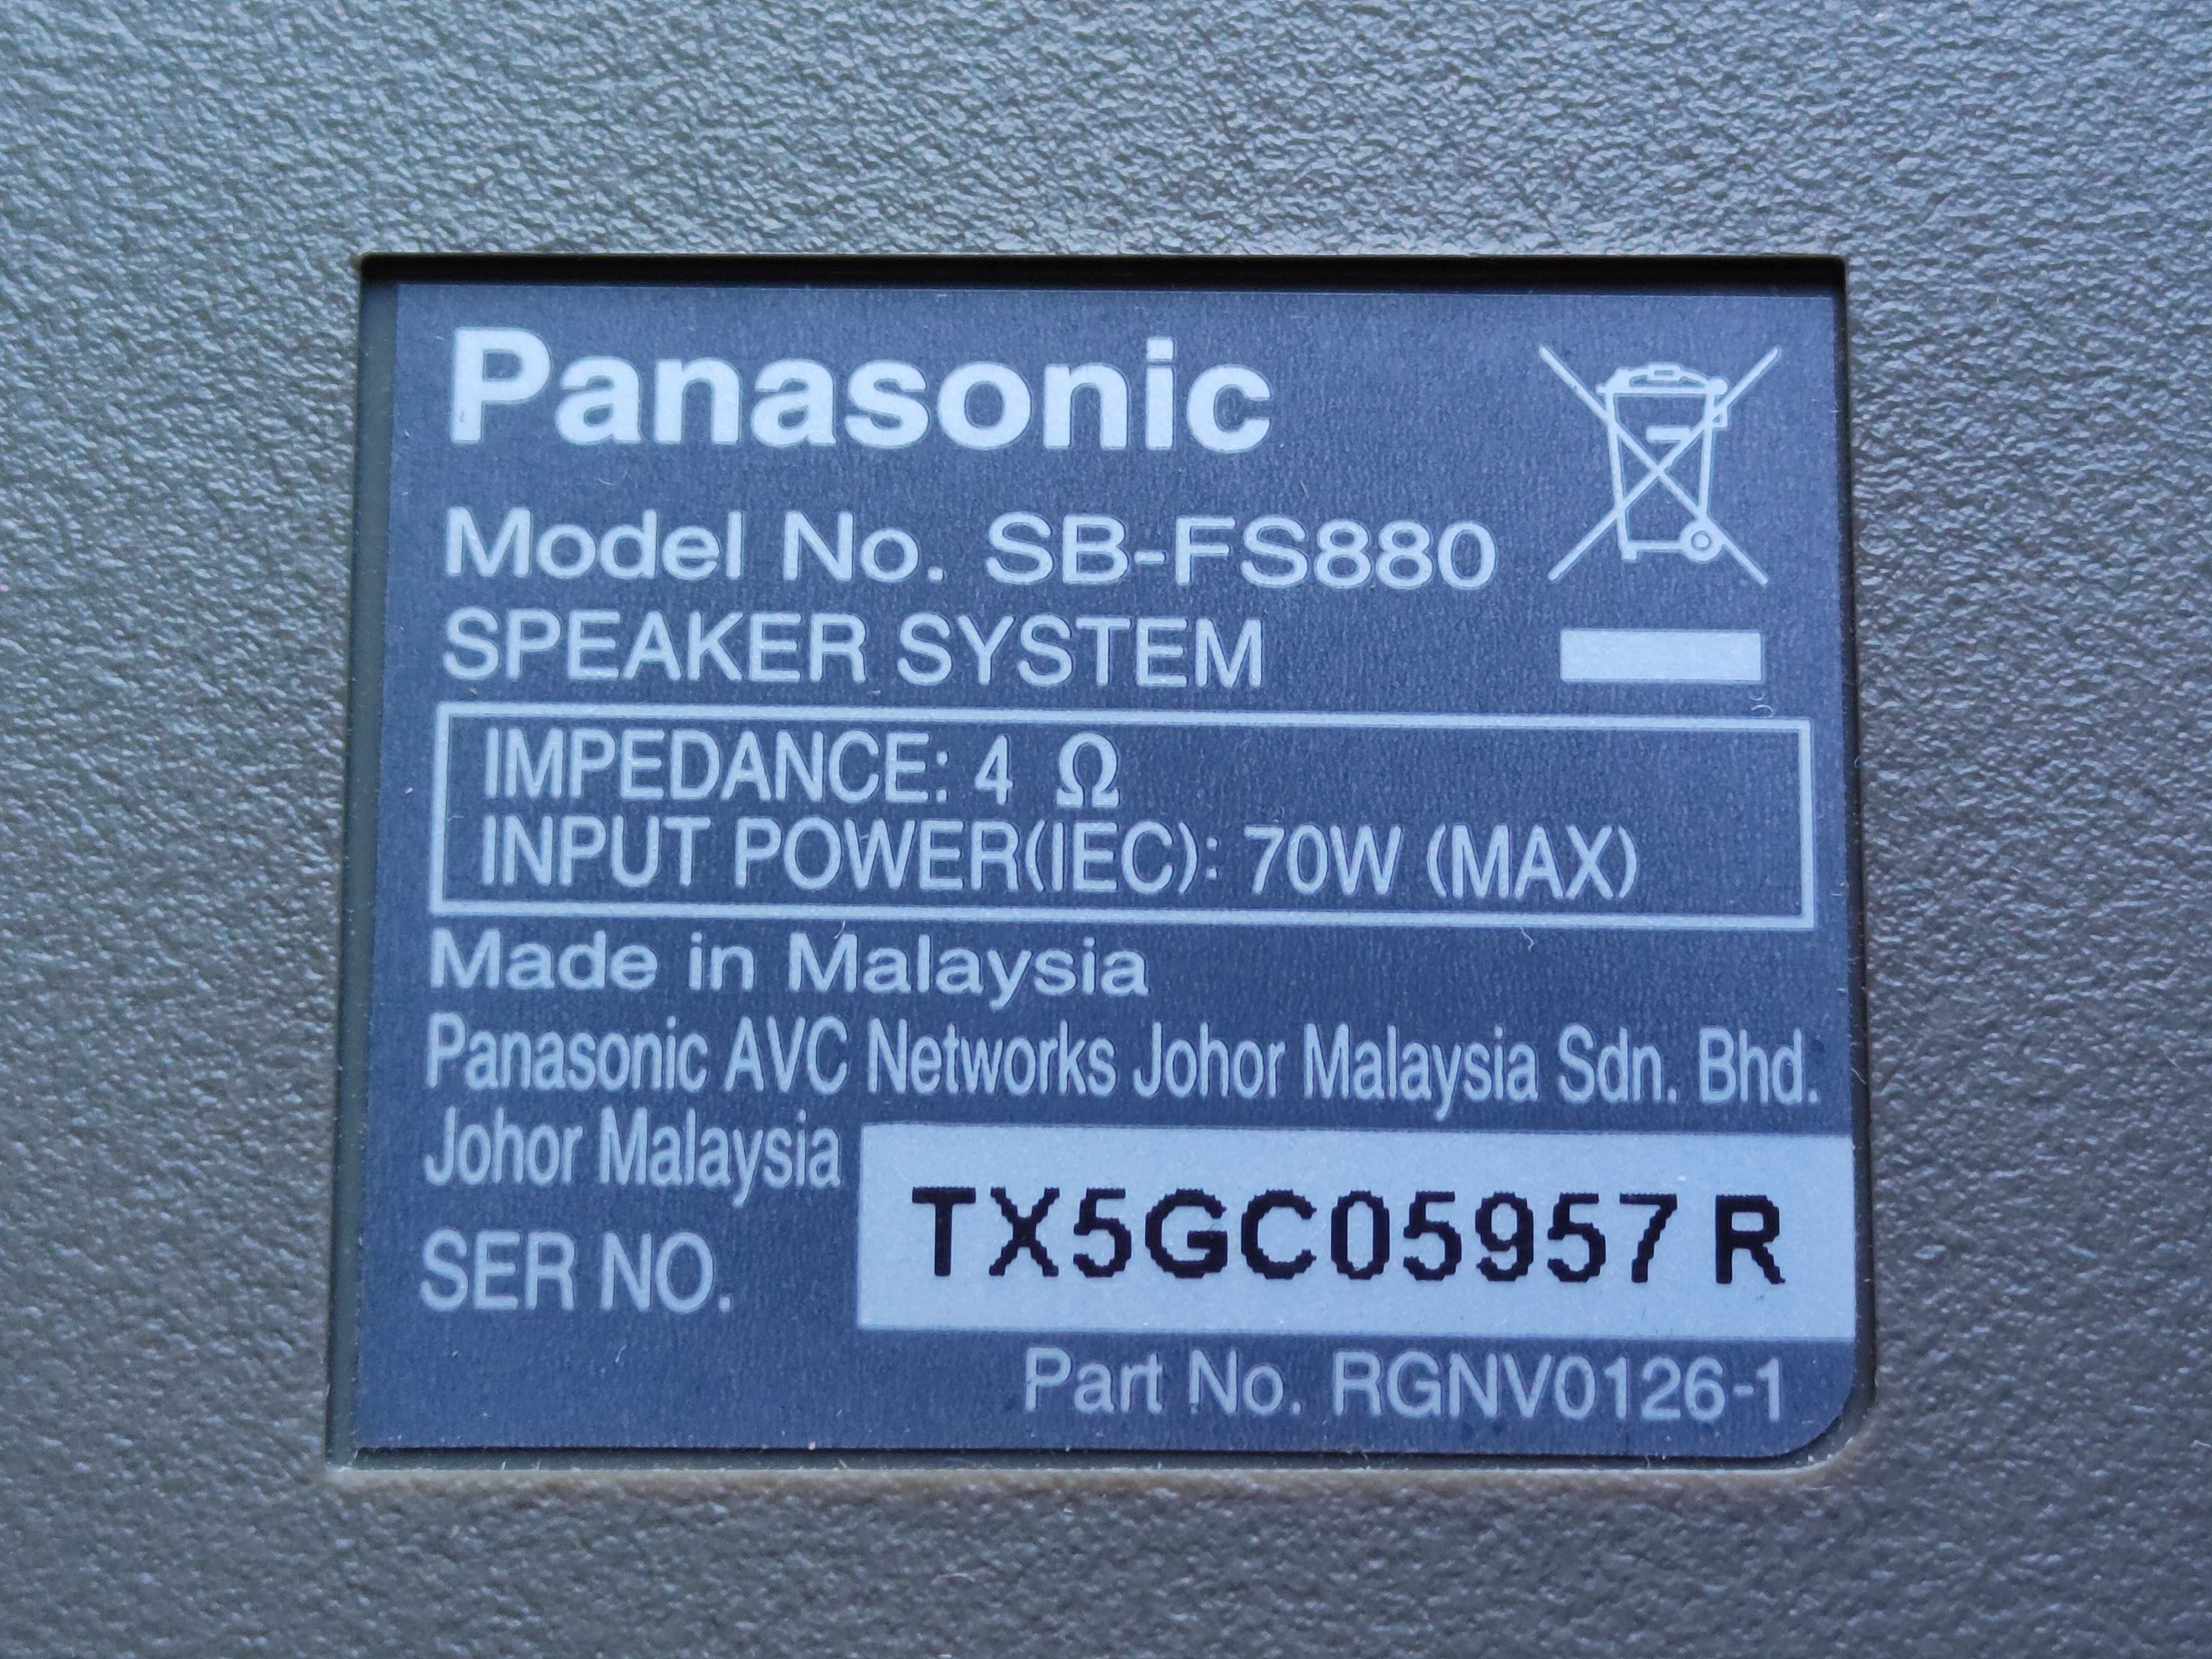 Panasonic
Model No. SB-FS880
SPEAKER SYSTEM
IMPEDANCE: 4 Ω
INPUT POWER(IEC): 70W (MAX)
Made in Malaysia
Panasonic AVC Networks Johor Malaysia Sdn. Bhd.
Johor Malaysia
SER NO. TX5GC05957 R
Part No. RGNV0126-1